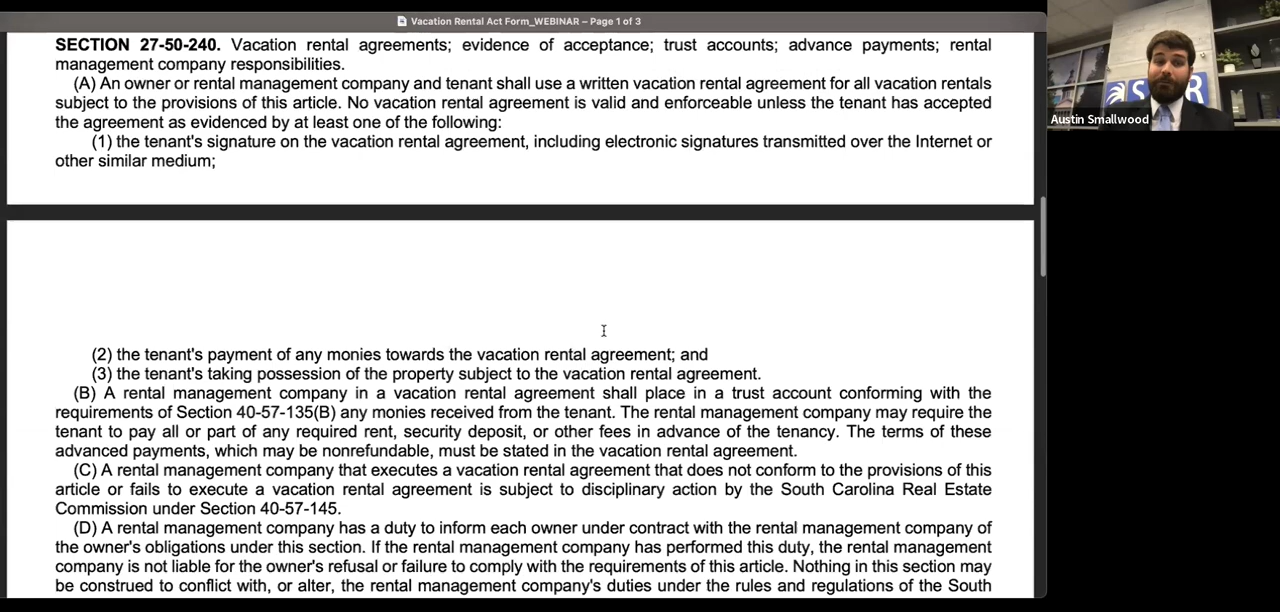 Vacation Rental Act Form_WEBINAR – Page 1 of 3
SECTION 27-50-240. Vacation rental agreements; evidence of acceptance; trust accounts; advance payments; rental
management company responsibilities.
(A) An owner or rental management company and tenant shall use a written vacation rental agreement for all vacation rentals
subject to the provisions of this article. No vacation rental agreement is valid and enforceable unless the tenant has accepted
the agreement as evidenced by at least one of the following:
(1) the tenant's signature on the vacation rental agreement, including electronic signatures transmitted over the Internet or
other similar medium;
(2) the tenant's payment of any monies towards the vacation rental agreement; and
(3) the tenant's taking possession of the property subject to the vacation rental agreement.
(B) A rental management company in a vacation rental agreement shall place in a trust account conforming with the
requirements of Section 40-57-135(B) any monies received from the tenant. The rental management company may require the
tenant to pay all or part of any required rent, security deposit, or other fees in advance of the tenancy. The terms of these
advanced payments, which may be nonrefundable, must be stated in the vacation rental agreement.
(C) A rental management company that executes a vacation rental agreement that does not conform to the provisions of this
article or fails to execute a vacation rental agreement is subject to disciplinary action by the South Carolina Real Estate
Commission under Section 40-57-145.
(D) A rental management company has a duty to inform each owner under contract with the rental management company of
the owner's obligations under this section. If the rental management company has performed this duty, the rental management
company is not liable for the owner's refusal or failure to comply with the requirements of this article. Nothing in this section may
be construed to conflict with, or alter, the rental management company's duties under the rules and regulations of the South
Austin Smallwood